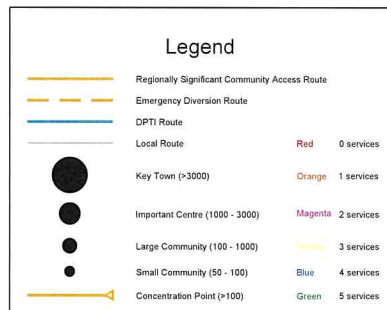 Legend
Regionally Significant Community Access Route
Emergency Diversion Route
DPTI Route
Local Route Red 0 services
Key Town (>3000) Orange 1 services
Important Centre (1000 - 3000) Magenta 2 services
Large Community (100 - 1000) Yellow 3 services
Small Community (50 - 100) Blue 4 services
Concentration Point (>100) Green 5 services